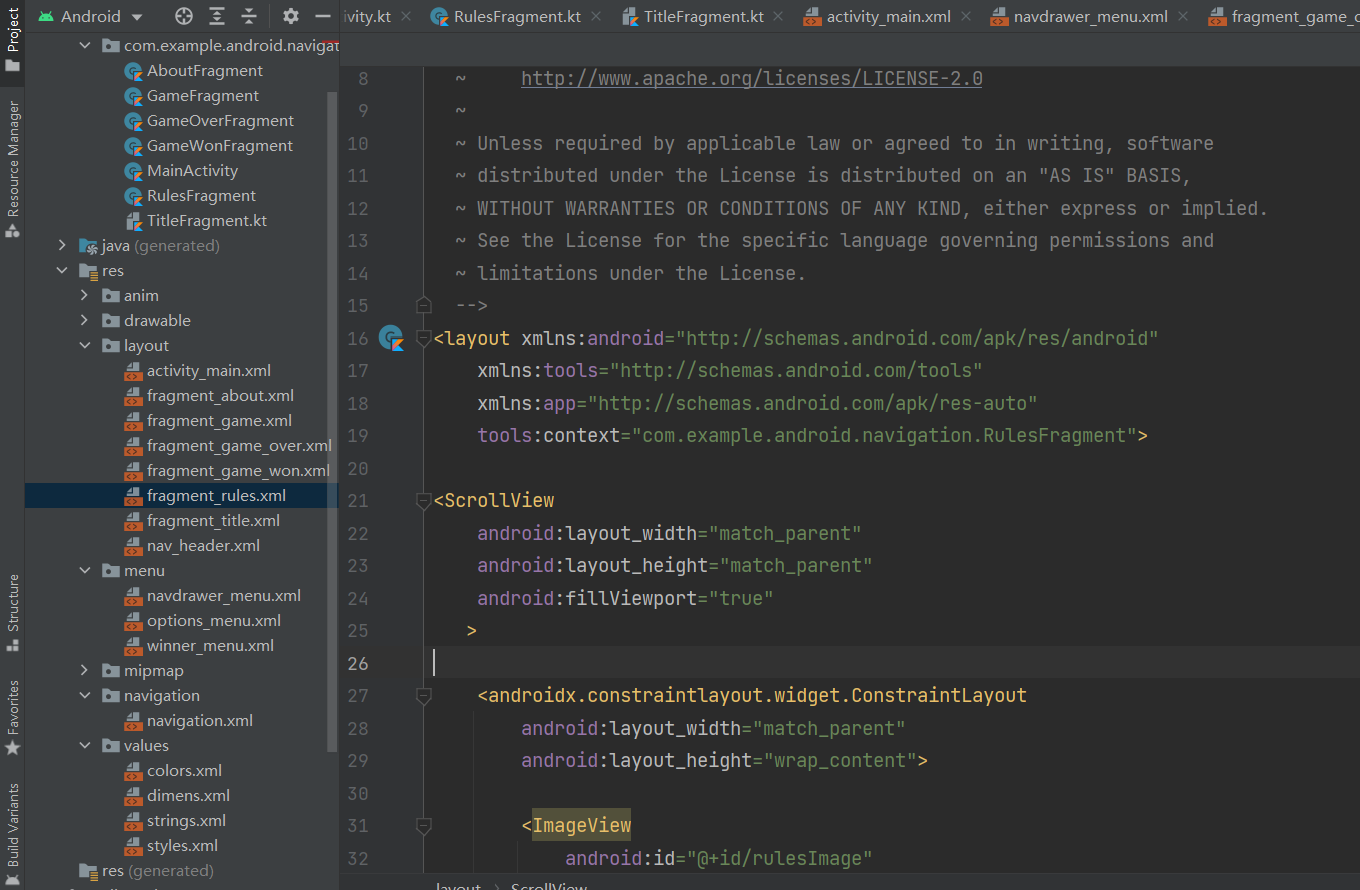 Project
Resource Manager
Structure
Favorites
Build Variants
Android
com.example.android.navigat
AboutFragment
GameFragment
GameOverFragment
GameWonFragment
MainActivity
RulesFragment
TitleFragment.kt
java (generated)
res
anim
drawable
layout
activity_main.xml
fragment_about.xml
fragment_game.xml
fragment_game_over.xml
fragment_game_won.xml
fragment_rules.xml
fragment_title.xml
nav_header.xml
menu
navdrawer_menu.xml
options_menu.xml
winner_menu.xml
mipmap
navigation
navigation.xml
values
colors.xml
dimens.xml
strings.xml
styles.xml
res (generated)
ivity.kt RulesFragment.kt TitleFragment.kt activity_main.xml navdrawer_menu.xml fragment_game_o
8 ~ http://www.apache.org/licenses/LICENSE-2.0
9 ~
10 ~ Unless required by applicable law or agreed to in writing, software
11 ~ distributed under the License is distributed on an "AS IS" BASIS,
12 ~ WITHOUT WARRANTIES OR CONDITIONS OF ANY KIND, either express or implied.
13 ~ See the License for the specific language governing permissions and
14 ~ limitations under the License.
15 -->
16 <layout xmlns:android="http://schemas.android.com/apk/res/android"
17 xmlns:tools="http://schemas.android.com/tools"
18 xmlns:app="http://schemas.android.com/apk/res-auto"
19 tools:context="com.example.android.navigation.RulesFragment">
20
21 <ScrollView
22 android:layout_width="match_parent"
23 android:layout_height="match_parent"
24 android:fillViewport="true"
25 >
26
27 <androidx.constraintlayout.widget.ConstraintLayout
28 android:layout_width="match_parent"
29 android:layout_height="wrap_content">
30
31 <ImageView
32 android:id="@+id/rulesImage"
layout > ScrollView